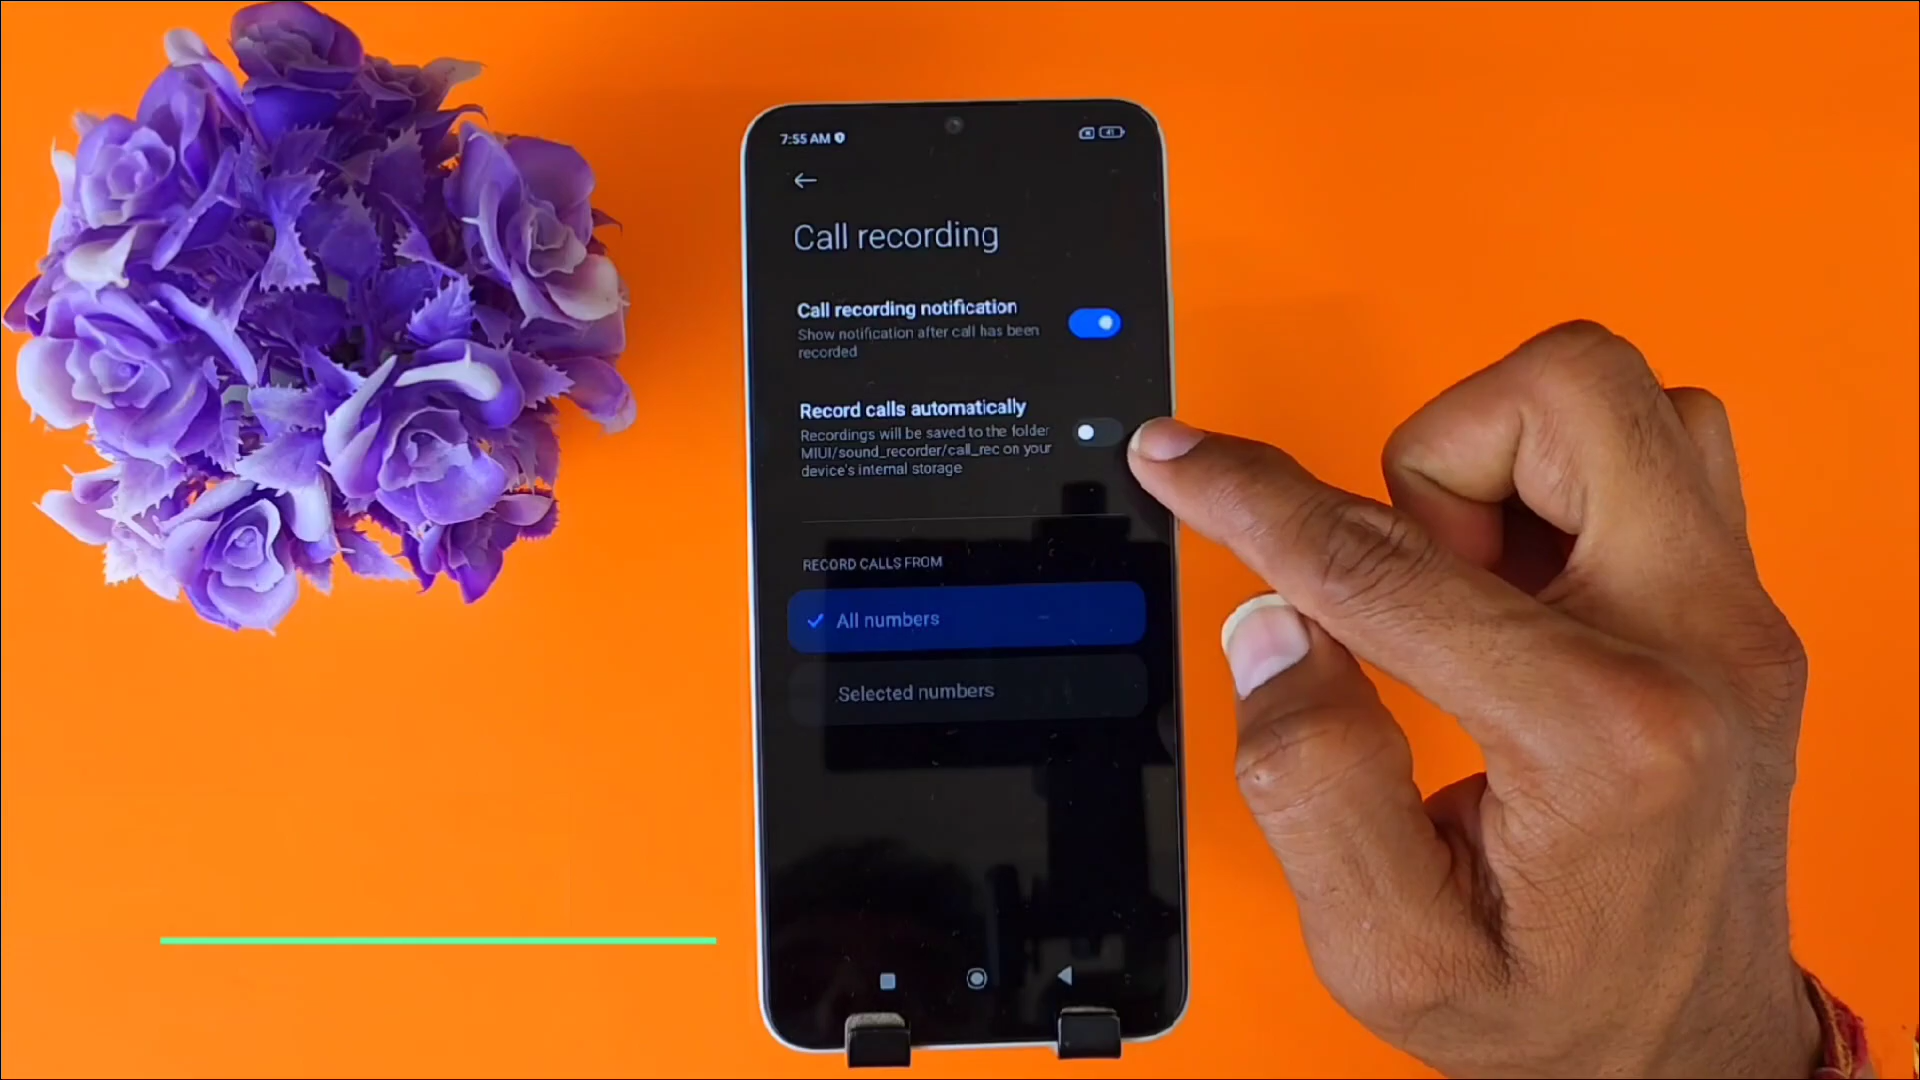 7:55 AM
41
Call recording
Call recording notification
Show notification after call has been
recorded
Record calls automatically
Recordings will be saved to the folder
MIUI/sound_recorder/call_rec on your
device's internal storage
RECORD CALLS FROM
All numbers
Selected numbers